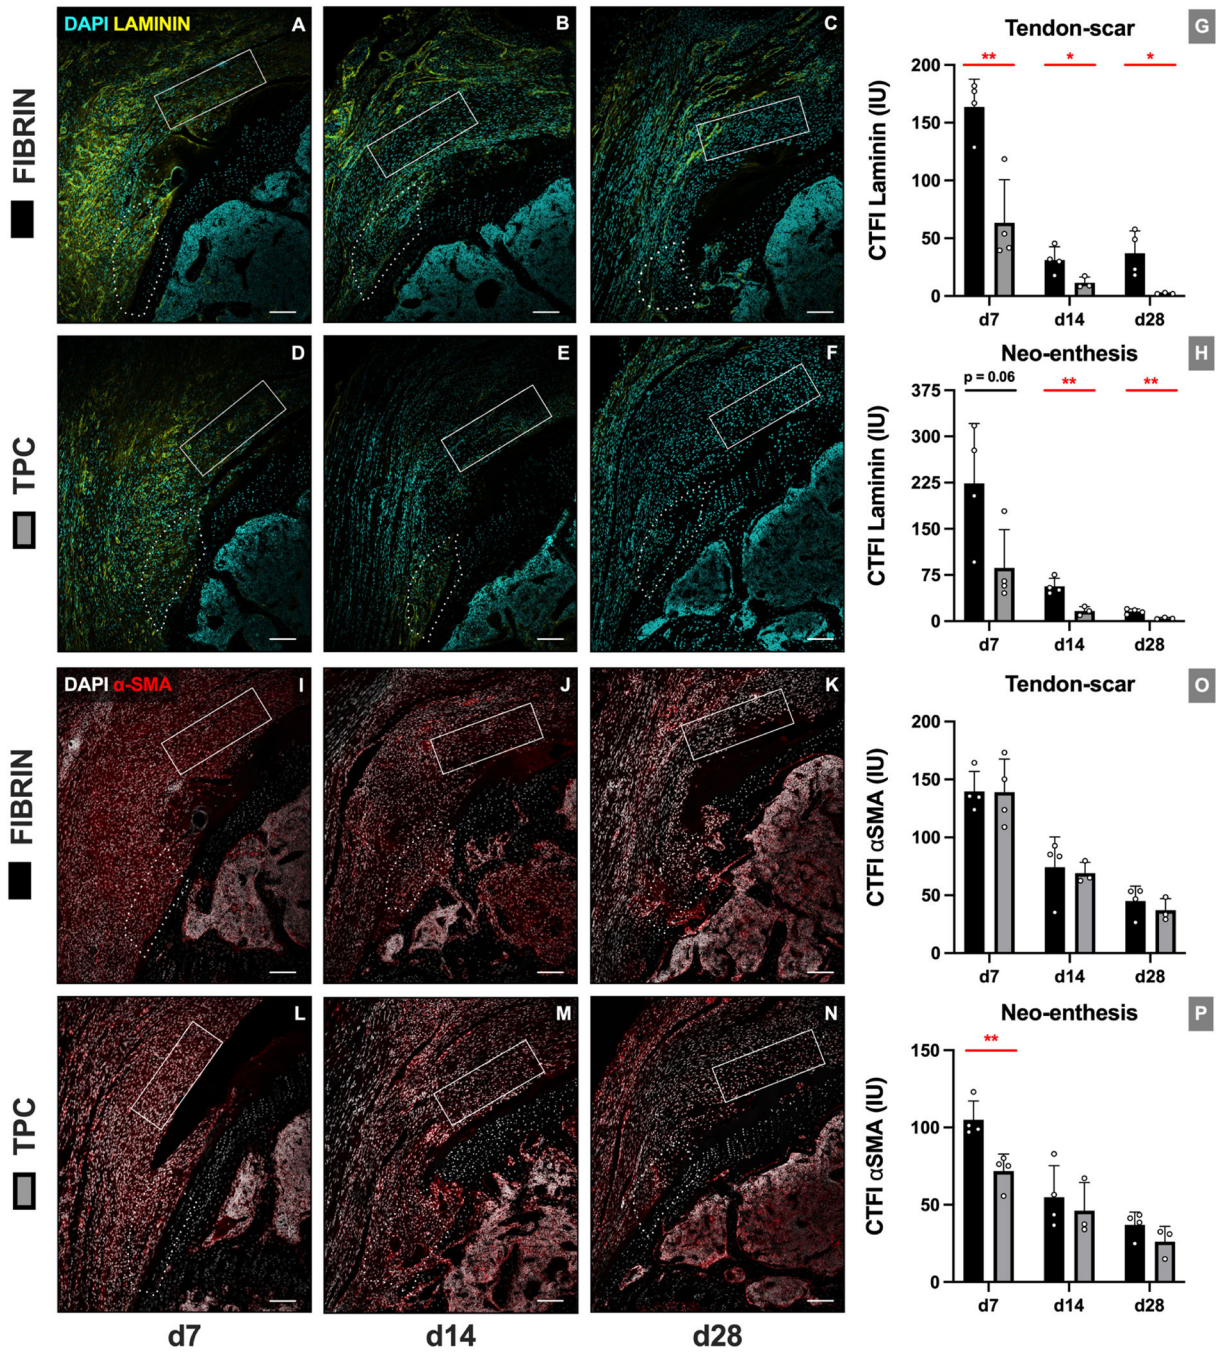 FIBRIN
DAPI LAMININ
A
B
C
G
Tendon-scar
CTFI Laminin (IU)
200
150
100
50
0
**
*
*
d7
d14
d28
TPC
D
E
F
H
Neo-enthesis
CTFI Laminin (IU)
375
300
225
150
75
0
p = 0.06
**
**
d7
d14
d28
FIBRIN
DAPI α-SMA
I
J
K
O
Tendon-scar
CTFI αSMA (IU)
200
150
100
50
0
d7
d14
d28
TPC
L
M
N
P
Neo-enthesis
CTFI αSMA (IU)
150
100
50
0
**
d7
d14
d28
d7
d14
d28